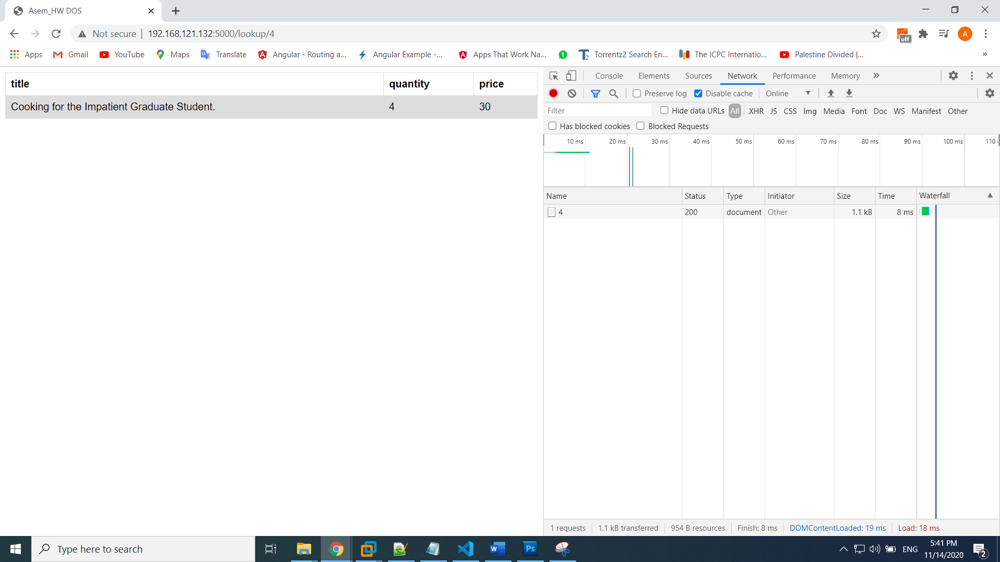 Asem_HW DOS
Not secure | 192.168.121.132:5000/lookup/4
off
A
Apps Gmail YouTube Maps Translate Angular - Routing a... Angular Example -... Apps That Work Na... 1 Torrentz2 Search En... The ICPC Internatio... Palestine Divided |... »
title quantity price
Cooking for the Impatient Graduate Student. 4 30
Console Elements Sources Network Performance Memory »
Preserve log Disable cache Online
Filter Hide data URLs All XHR JS CSS Img Media Font Doc WS Manifest Other
Has blocked cookies Blocked Requests
10 ms 20 ms 30 ms 40 ms 50 ms 60 ms 70 ms 80 ms 90 ms 100 ms 110
Name Status Type Initiator Size Time Waterfall
4 200 document Other 1.1 kB 8 ms
1 requests 1.1 kB transferred 954 B resources Finish: 8 ms DOMContentLoaded: 19 ms Load: 18 ms
Type here to search
Ps
ENG
5:41 PM
11/14/2020
2